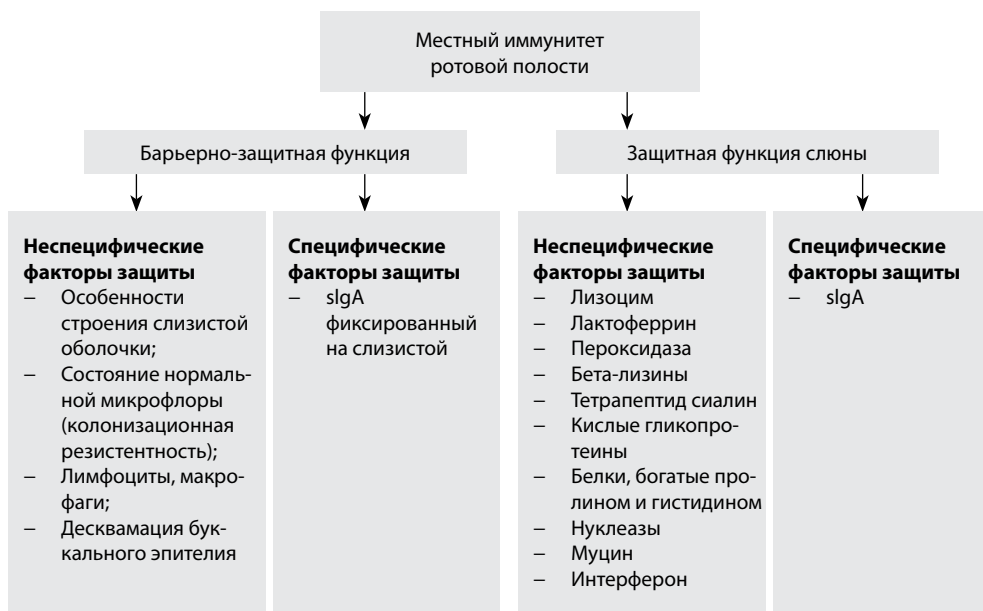 Местный иммунитет
ротовой полости
Барьерно-защитная функция
Защитная функция слюны
Неспецифические
факторы защиты
– Особенности
строения слизистой
оболочки;
– Состояние нормаль-
ной микрофлоры
(колонизационная
резистентность);
– Лимфоциты, макро-
фаги;
– Десквамация бук-
кального эпителия
Специфические
факторы защиты
– sIgA
фиксированный
на слизистой
Неспецифические
факторы защиты
– Лизоцим
– Лактоферрин
– Пероксидаза
– Бета-лизины
– Тетрапептид сиалин
– Кислые гликопро-
теины
– Белки, богатые про-
лином и гистидином
– Нуклеазы
– Муцин
– Интерферон
Специфические
факторы защиты
– sIgA